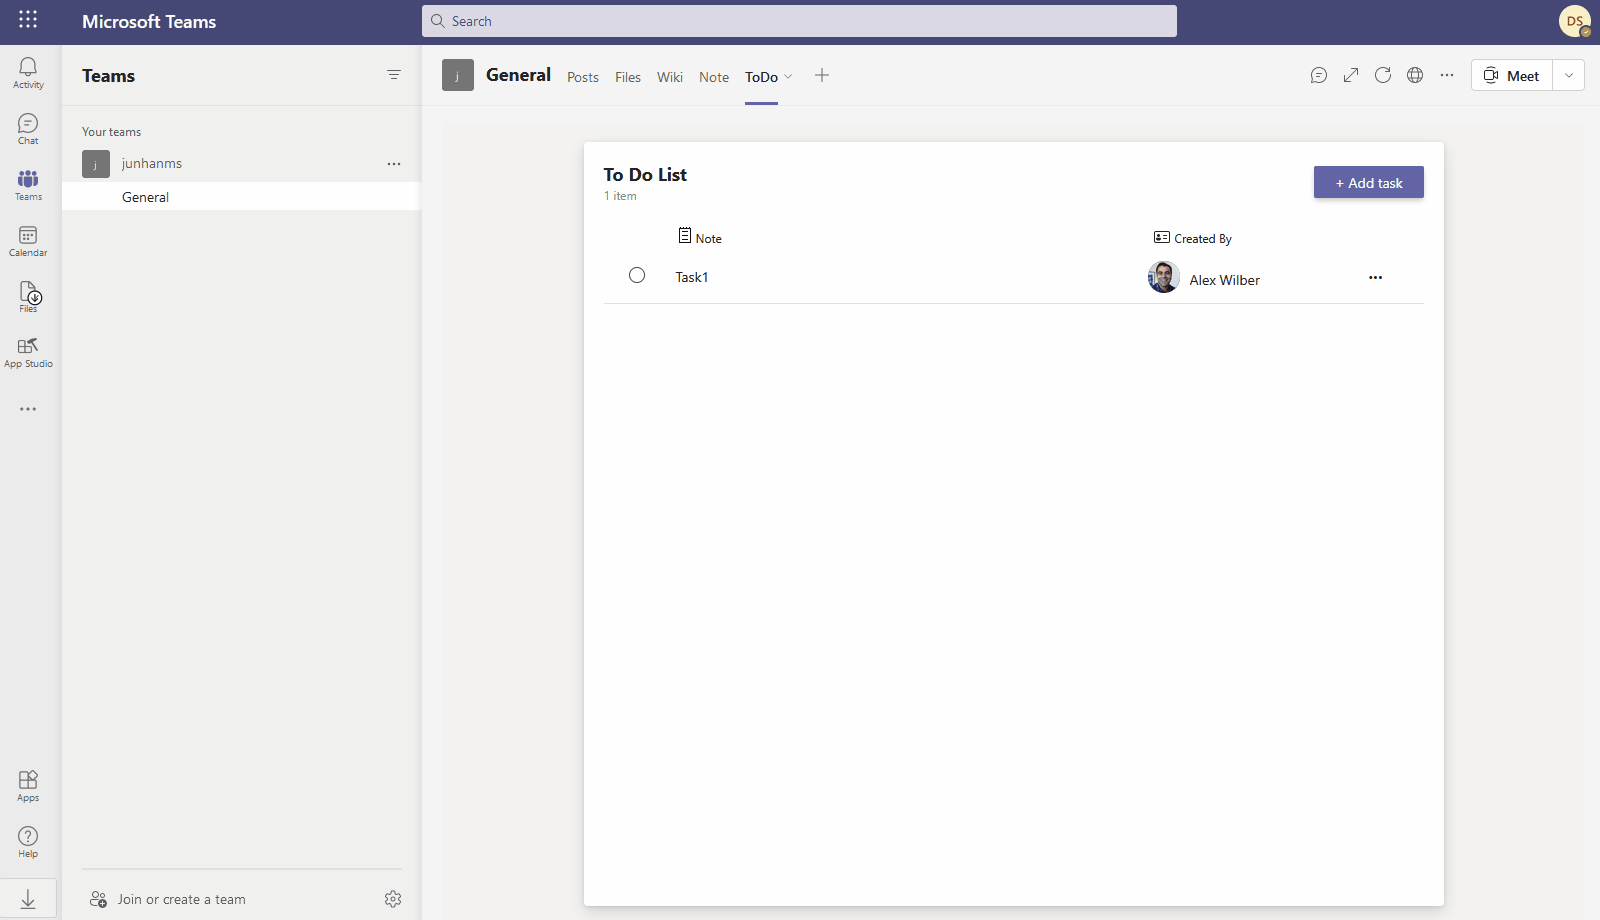 Microsoft Teams
Search
DS
Activity
Chat
Teams
Calendar
Files
App Studio
Apps
Help
Teams
Your teams
j junhanms
General
Join or create a team
j General Posts Files Wiki Note ToDo
Meet
To Do List
1 item
+ Add task
Note Created By
Task1 Alex Wilber